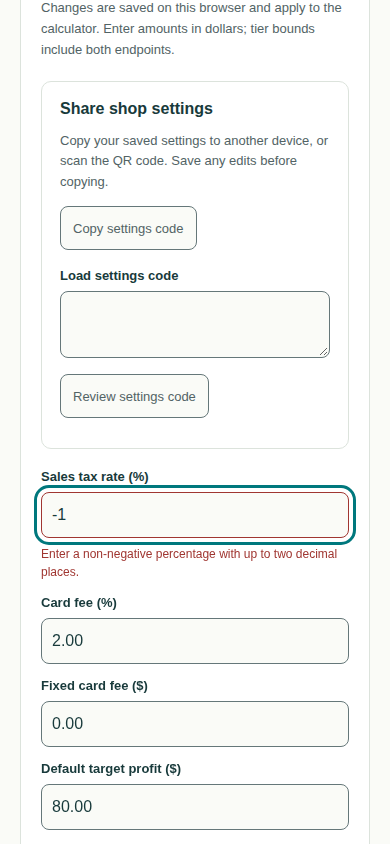 Changes are saved on this browser and apply to the
calculator. Enter amounts in dollars; tier bounds
include both endpoints.
Share shop settings
Copy your saved settings to another device, or
scan the QR code. Save any edits before
copying.
Copy settings code
Load settings code
Review settings code
Sales tax rate (%)
-1
Enter a non-negative percentage with up to two decimal
places.
Card fee (%)
2.00
Fixed card fee ($)
0.00
Default target profit ($)
80.00